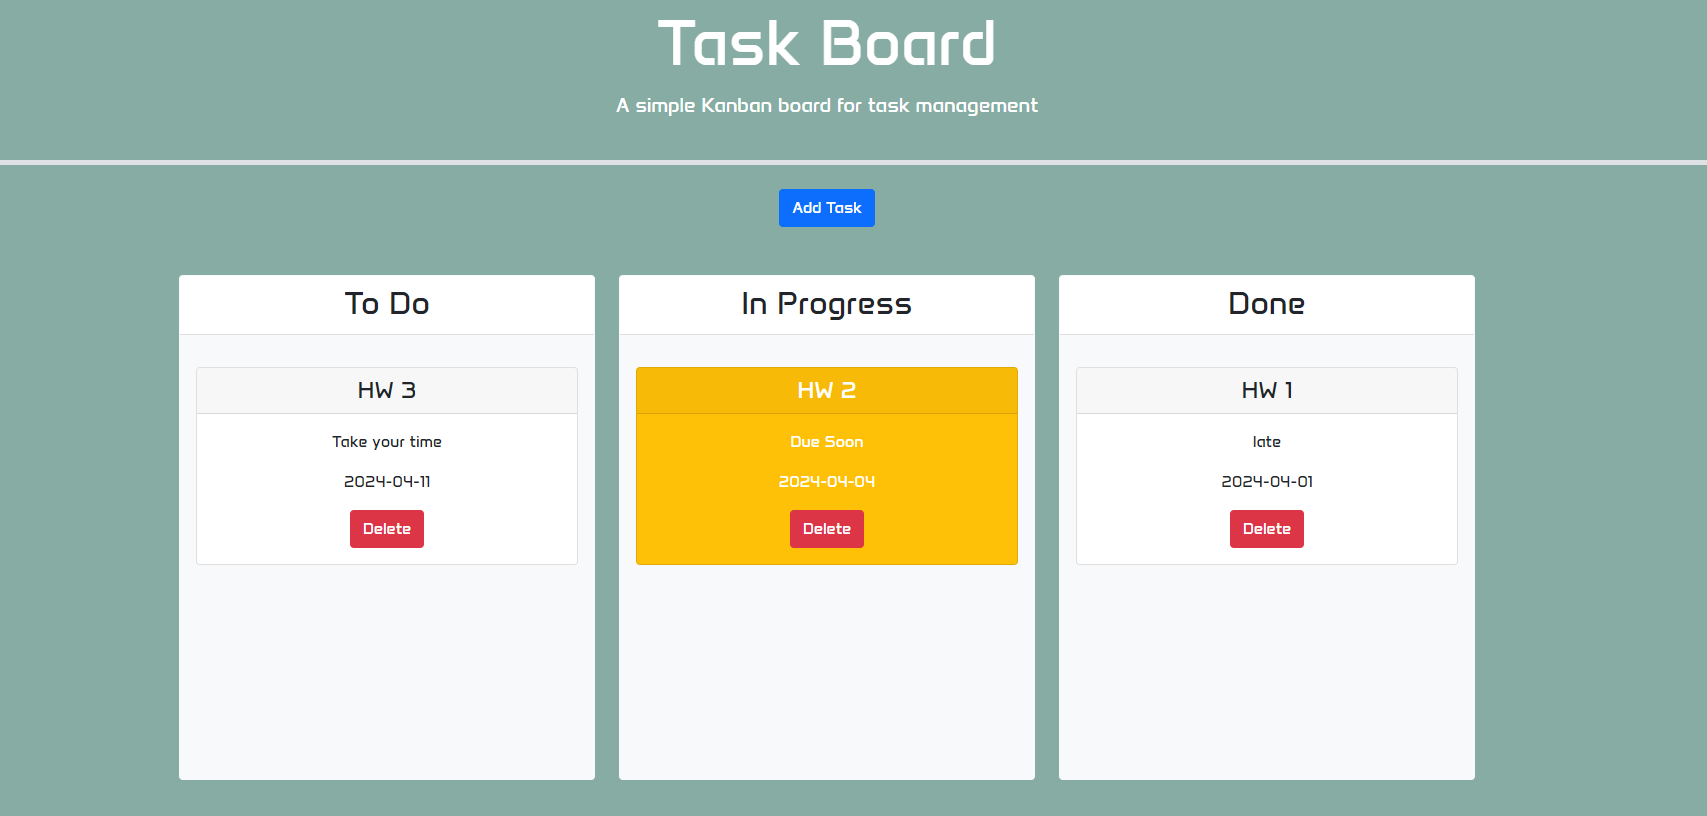 Task Board
A simple Kanban board for task management
Add Task
To Do
HW 3
Take your time
2024-04-11
Delete
In Progress
HW 2
Due Soon
2024-04-04
Delete
Done
HW 1
late
2024-04-01
Delete